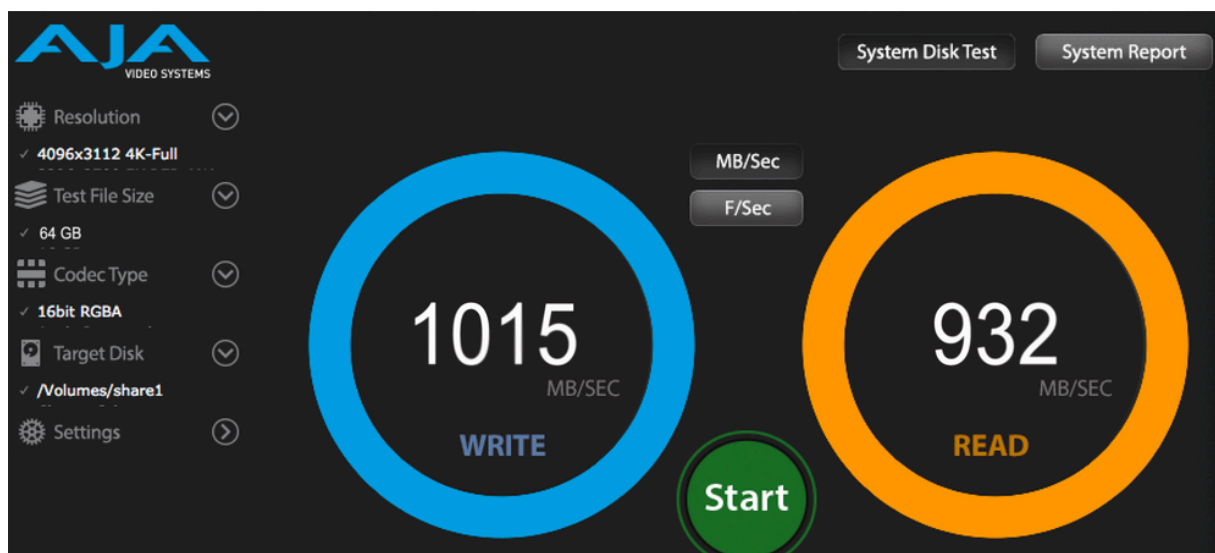 AJA
VIDEO SYSTEMS
System Disk Test
System Report
Resolution
✓ 4096x3112 4K-Full
Test File Size
✓ 64 GB
Codec Type
✓ 16bit RGBA
Target Disk
✓ /Volumes/share1
Settings
MB/Sec
F/Sec
1015
MB/SEC
WRITE
932
MB/SEC
READ
Start